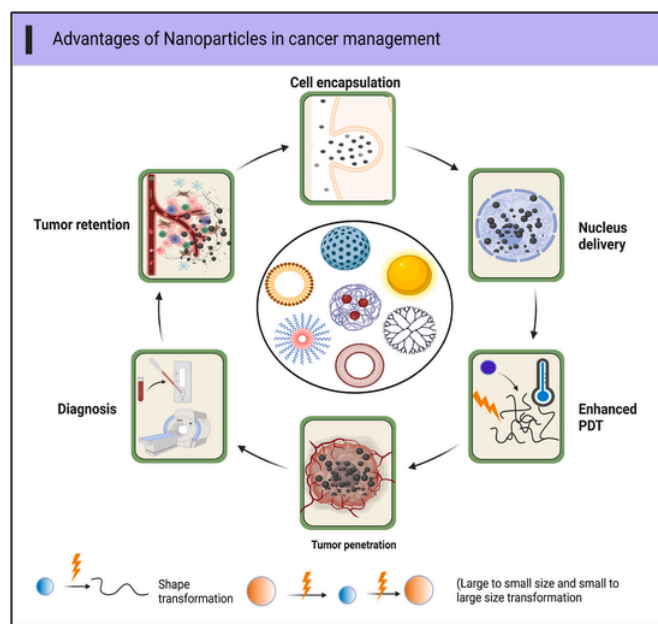 Advantages of Nanoparticles in cancer management
Cell encapsulation
Tumor retention
Nucleus
delivery
Diagnosis
Enhanced
PDT
Tumor penetration
Shape
transformation
(Large to small size and small to
large size transformation